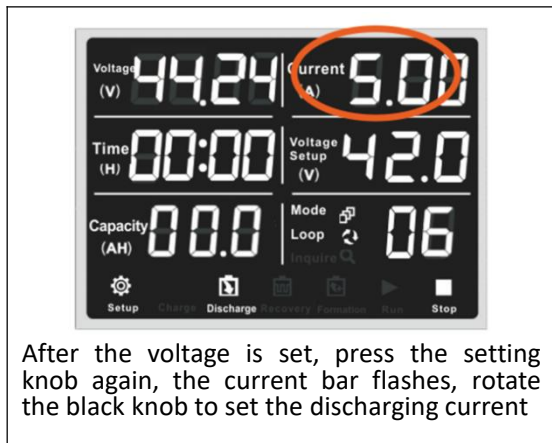 Voltage (V) 44.24 Current (A) 5.00
Time (H) 00:00 Voltage Setup (V) 42.0
Capacity (AH) 00.0 Mode Loop Inquire 06
Setup Charge Discharge Recovery Formation Run Stop
After the voltage is set, press the setting
knob again, the current bar flashes, rotate
the black knob to set the discharging current